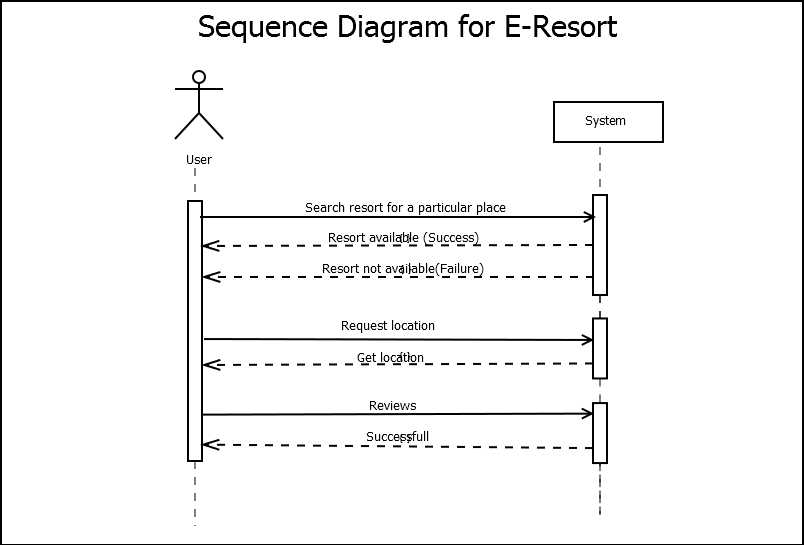 Sequence Diagram for E-Resort
User
System
Search resort for a particular place
Resort available (Success)
Resort not available(Failure)
Request location
Get location
Reviews
Successfull